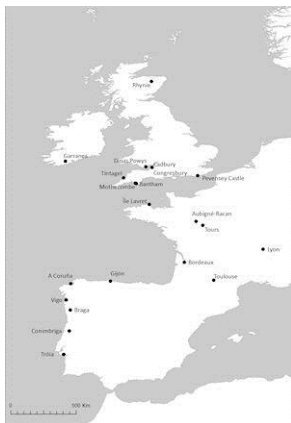 Rhynie
Garranes
Dinas Powys
Cadbury
Congresbury
Tintagel
Mothecombe
Bantham
Pevensey Castle
Île Lavret
Aubigné-Racan
Tours
Lyon
Bordeaux
Toulouse
A Coruña
Gijon
Vigo
Braga
Conimbriga
Tróia
0 500 Km